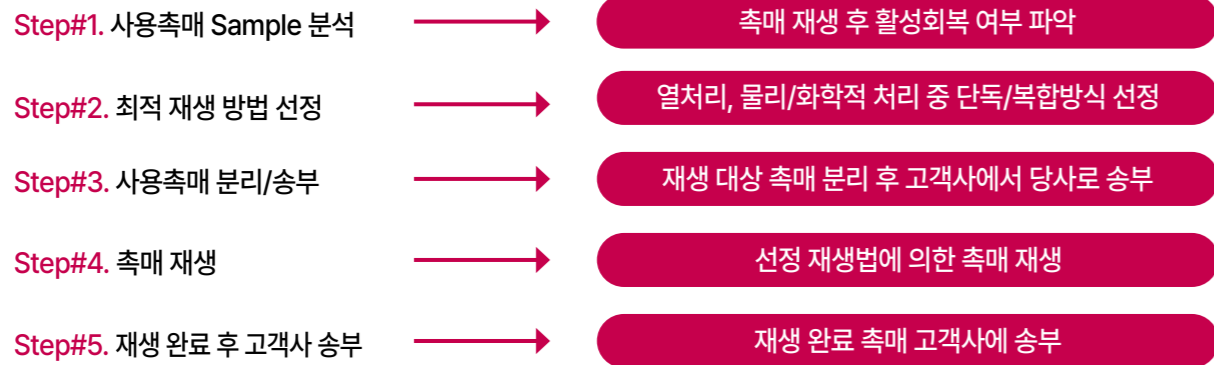 Step#1. 사용촉매 Sample 분석
촉매 재생 후 활성회복 여부 파악
Step#2. 최적 재생 방법 선정
열처리, 물리/화학적 처리 중 단독/복합방식 선정
Step#3. 사용촉매 분리/송부
재생 대상 촉매 분리 후 고객사에서 당사로 송부
Step#4. 촉매 재생
선정 재생법에 의한 촉매 재생
Step#5. 재생 완료 후 고객사 송부
재생 완료 촉매 고객사에 송부